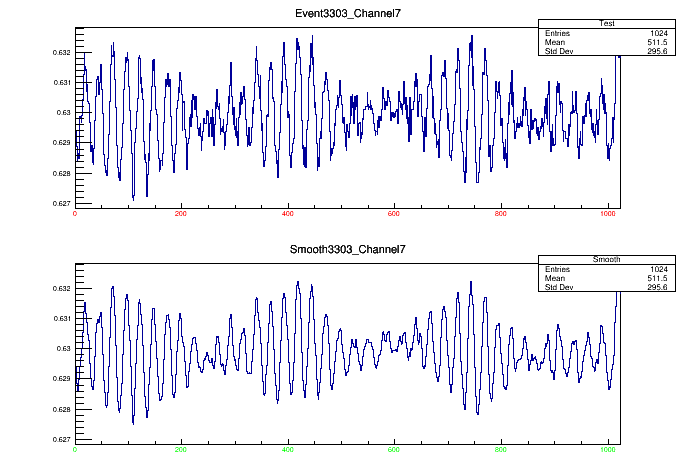 Event3303_Channel7
Test
Entries 1024
Mean 511.5
Std Dev 295.6
0.632
0.631
0.63
0.629
0.628
0.627
0 200 400 600 800 1000
Smooth3303_Channel7
Smooth
Entries 1024
Mean 511.5
Std Dev 295.6
0.632
0.631
0.63
0.629
0.628
0.627
0 200 400 600 800 1000